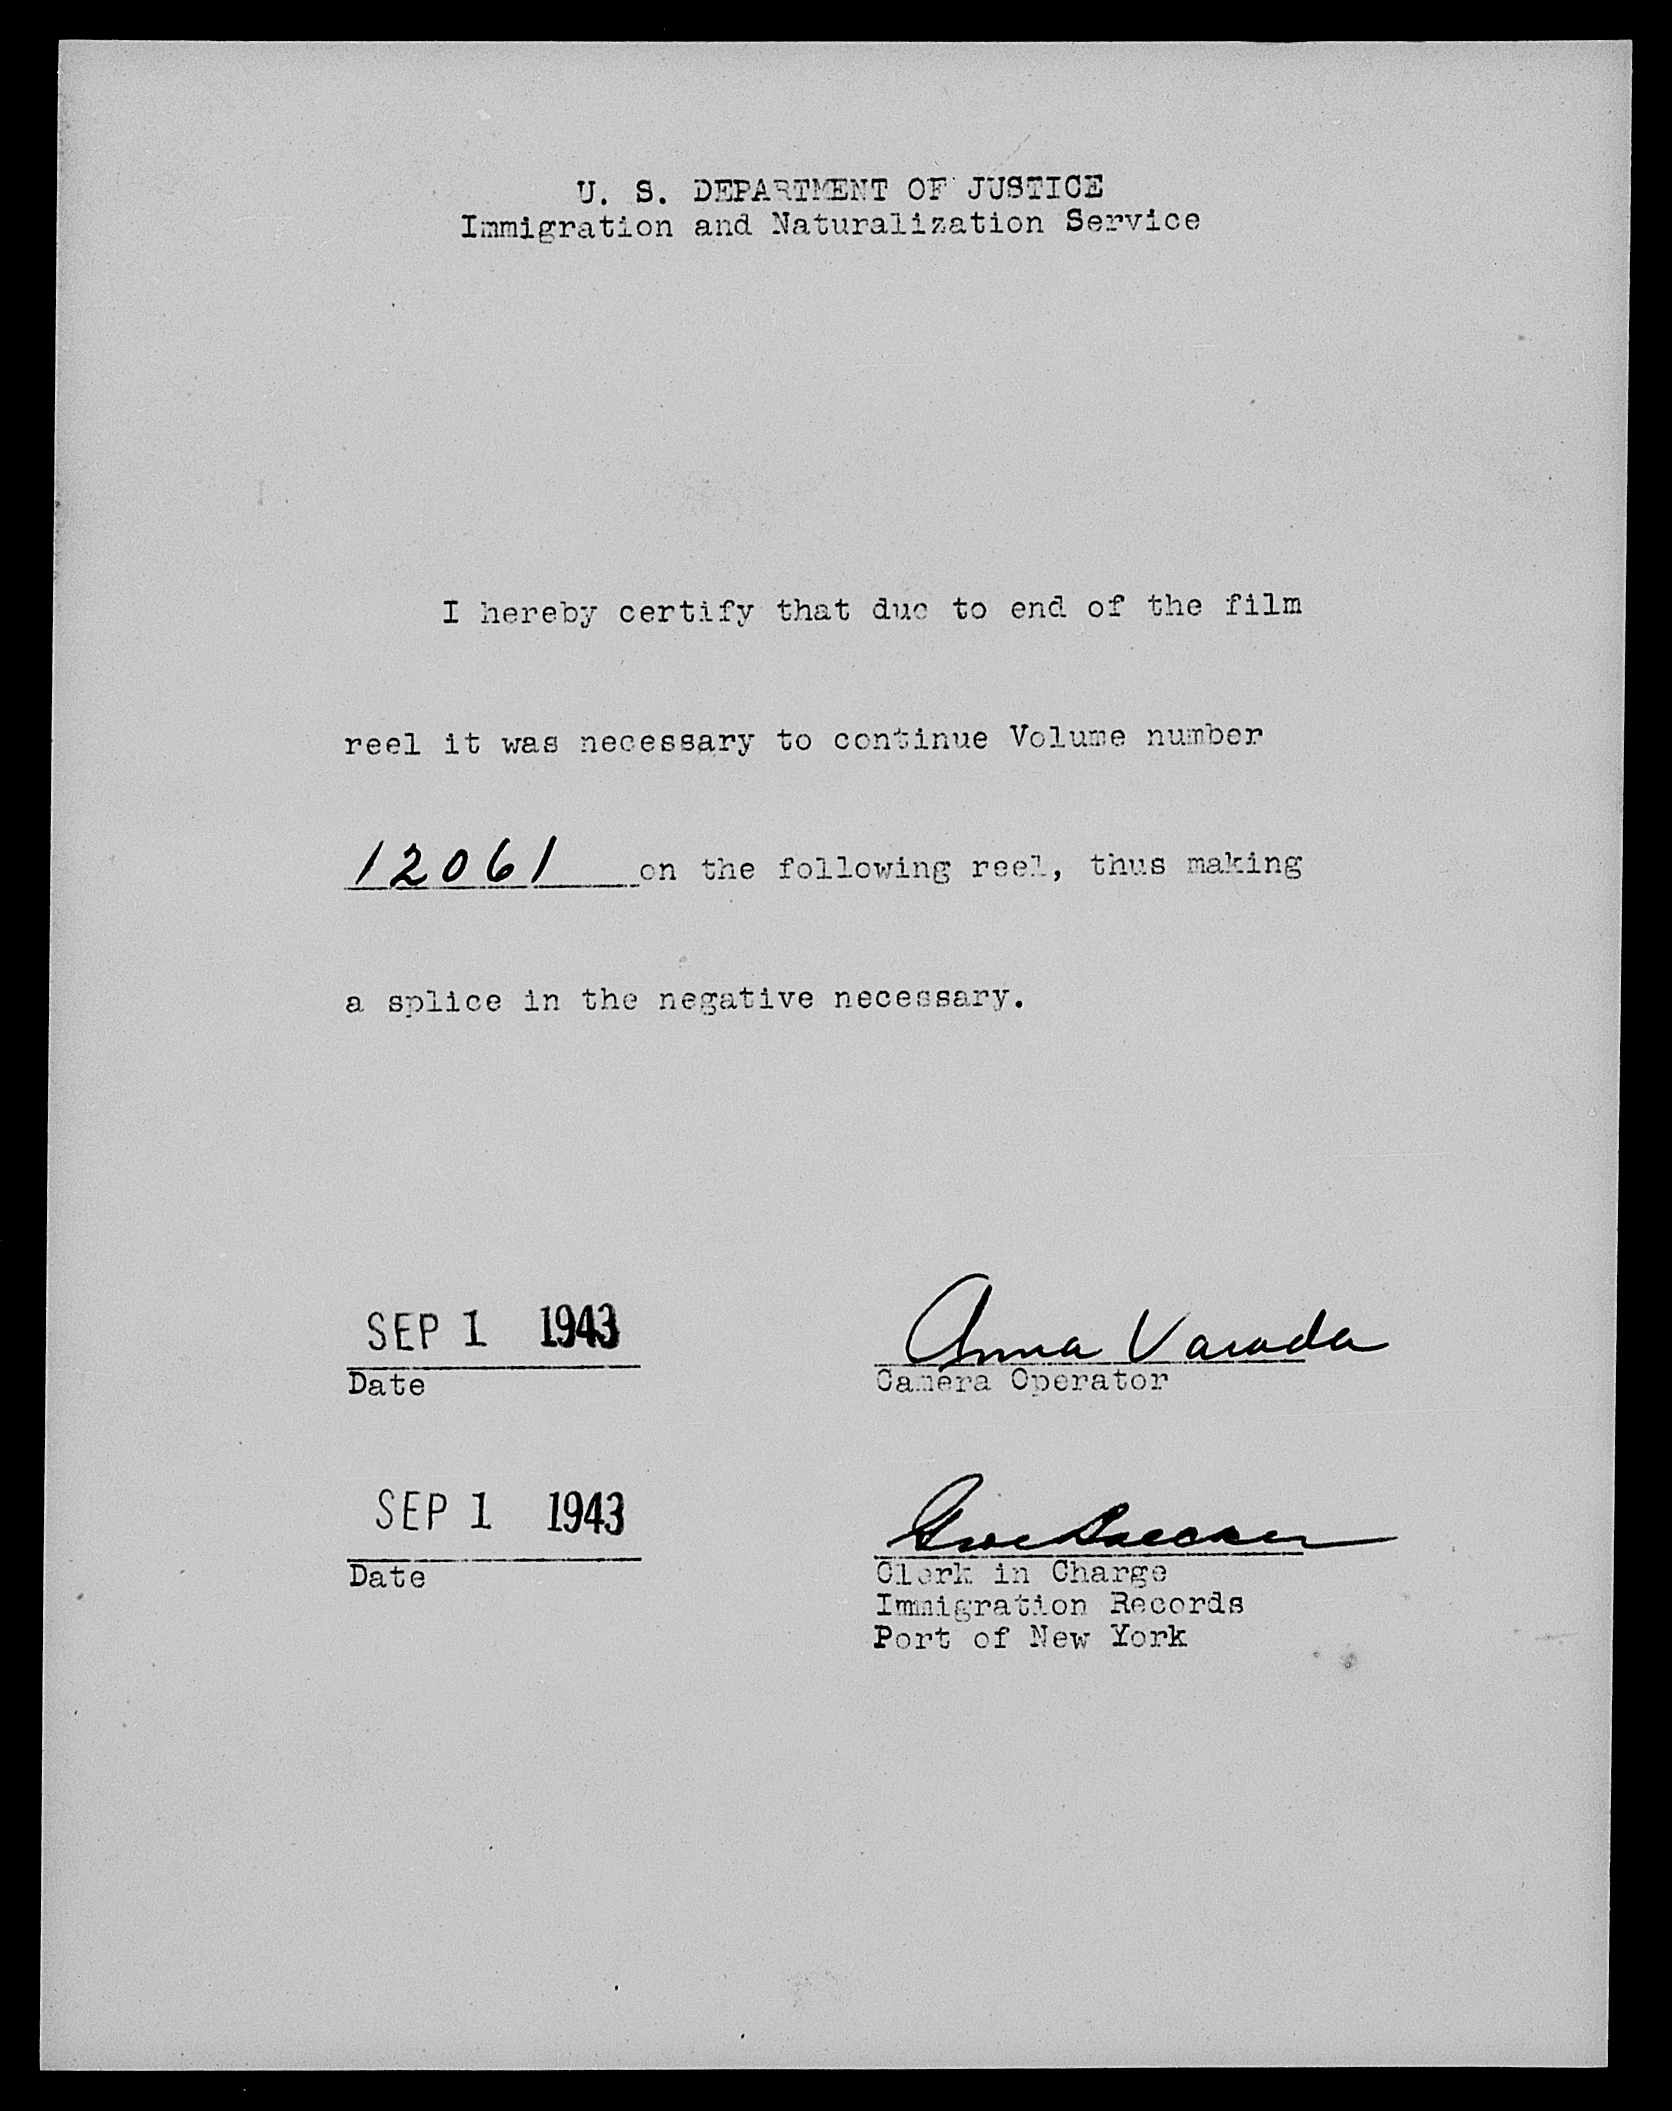 U. S. DEPARTMENT OF JUSTICE
Immigration and Naturalization Service
I hereby certify that due to end of the film
reel it was necessary to continue Volume number
12061 on the following reel, thus making
a splice in the negative necessary.
SEP 1 1943
Date
Anna Varada
Camera Operator
SEP 1 1943
Date
Clerk in Charge
Immigration Records
Port of New York